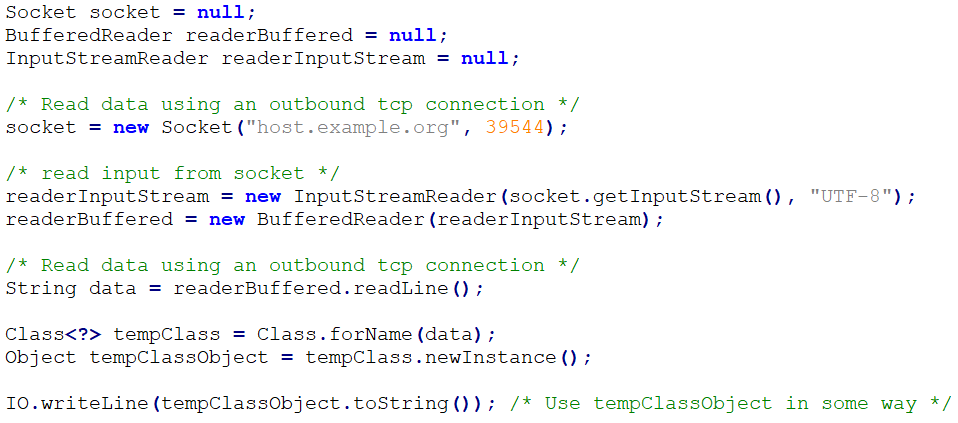 Socket socket = null;
BufferedReader readerBuffered = null;
InputStreamReader readerInputStream = null;
/* Read data using an outbound tcp connection */
socket = new Socket("host.example.org", 39544);
/* read input from socket */
readerInputStream = new InputStreamReader(socket.getInputStream(), "UTF-8");
readerBuffered = new BufferedReader(readerInputStream);
/* Read data using an outbound tcp connection */
String data = readerBuffered.readLine();
Class<?> tempClass = Class.forName(data);
Object tempClassObject = tempClass.newInstance();
IO.writeLine(tempClassObject.toString()); /* Use tempClassObject in some way */